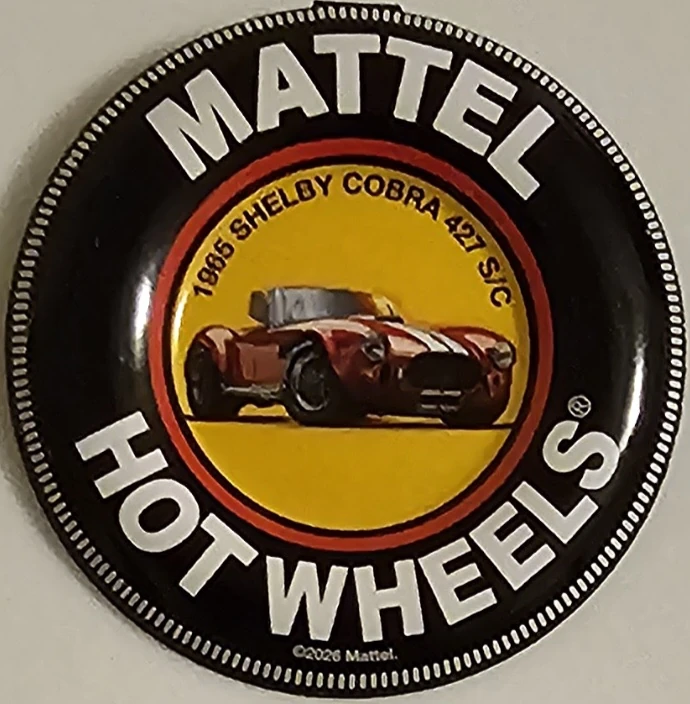 MATTEL
1965 SHELBY COBRA 427 S/C
HOT WHEELS®
©2026 Mattel.